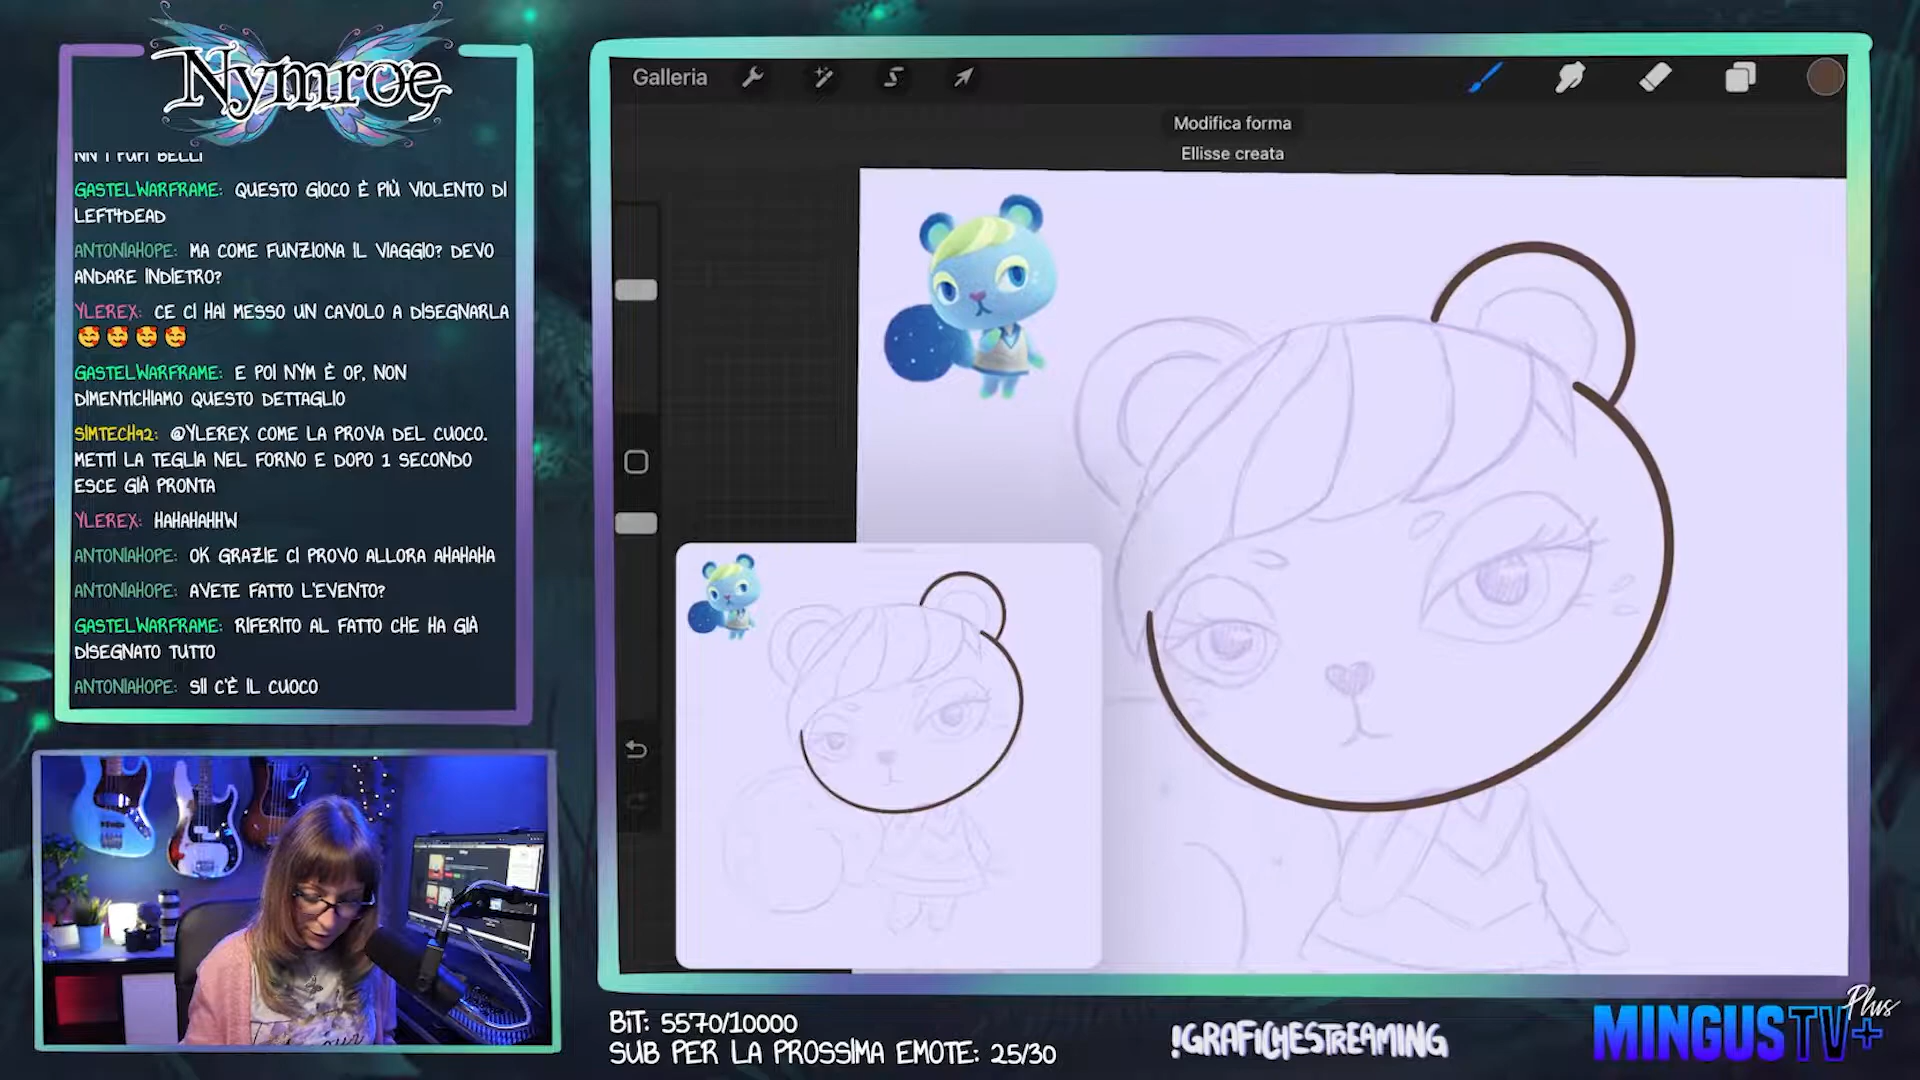 Nymroe
GASTELWARFRAME: QUESTO GIOCO È PIÙ VIOLENTO DI
LEFT4DEAD
ANTONIAHOPE: MA COME FUNZIONA IL VIAGGIO? DEVO
ANDARE INDIETRO?
YLEREX: CE CI HAI MESSO UN CAVOLO A DISEGNARLA
GASTELWARFRAME: E POI NYM È OP, NON
DIMENTICHIAMO QUESTO DETTAGLIO
SIMTECH92: @YLEREX COME LA PROVA DEL CUOCO.
METTI LA TEGLIA NEL FORNO E DOPO 1 SECONDO
ESCE GIÀ PRONTA
YLEREX: HAHAHAHHW
ANTONIAHOPE: OK GRAZIE CI PROVO ALLORA AHAHAHA
ANTONIAHOPE: AVETE FATTO L'EVENTO?
GASTELWARFRAME: RIFERITO AL FATTO CHE HA GIÀ
DISEGNATO TUTTO
ANTONIAHOPE: SII C'È IL CUOCO
Galleria
Modifica forma
Ellisse creata
BIT: 5570/10000
SUB PER LA PROSSIMA EMOTE: 25/30
!GRAFICHESTREAMING
MINGUSTV+ Plus